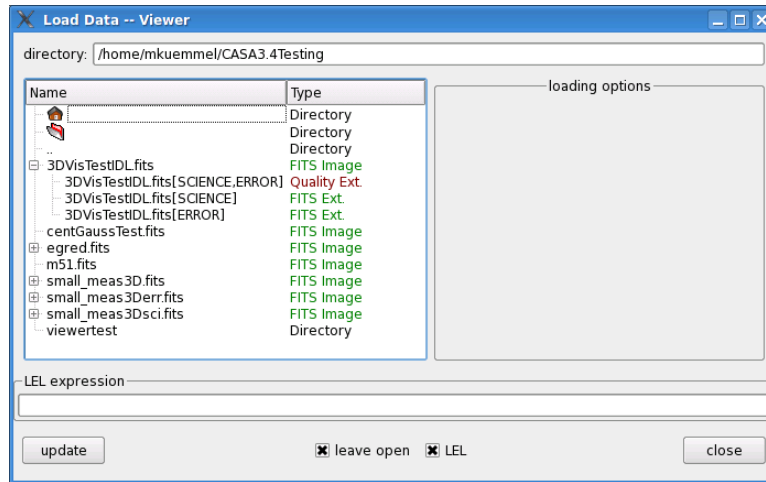 Load Data -- Viewer
directory: /home/mkuemmel/CASA3.4Testing
Name Type
Directory
Directory
.. Directory
3DVisTestIDL.fits FITS Image
3DVisTestIDL.fits[SCIENCE,ERROR] Quality Ext.
3DVisTestIDL.fits[SCIENCE] FITS Ext.
3DVisTestIDL.fits[ERROR] FITS Ext.
centGaussTest.fits FITS Image
egred.fits FITS Image
m51.fits FITS Image
small_meas3D.fits FITS Image
small_meas3Derr.fits FITS Image
small_meas3Dsci.fits FITS Image
viewertest Directory
loading options
LEL expression
update leave open LEL close